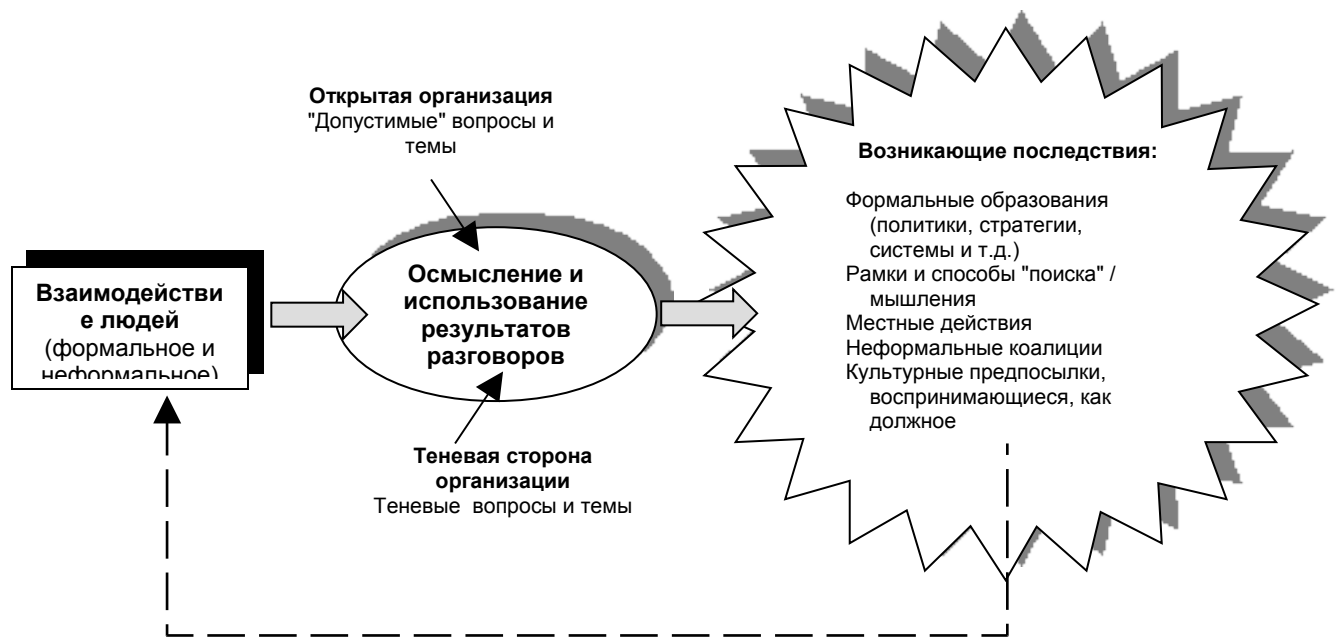 Открытая организация
"Допустимые" вопросы и
темы
Взаимодействи
е людей
(формальное и
неформальное)
Осмысление и
использование
результатов
разговоров
Теневая сторона
организации
Теневые вопросы и темы
Возникающие последствия:
Формальные образования
(политики, стратегии,
системы и т.д.)
Рамки и способы "поиска" /
мышления
Местные действия
Неформальные коалиции
Культурные предпосылки,
воспринимающиеся, как
должное